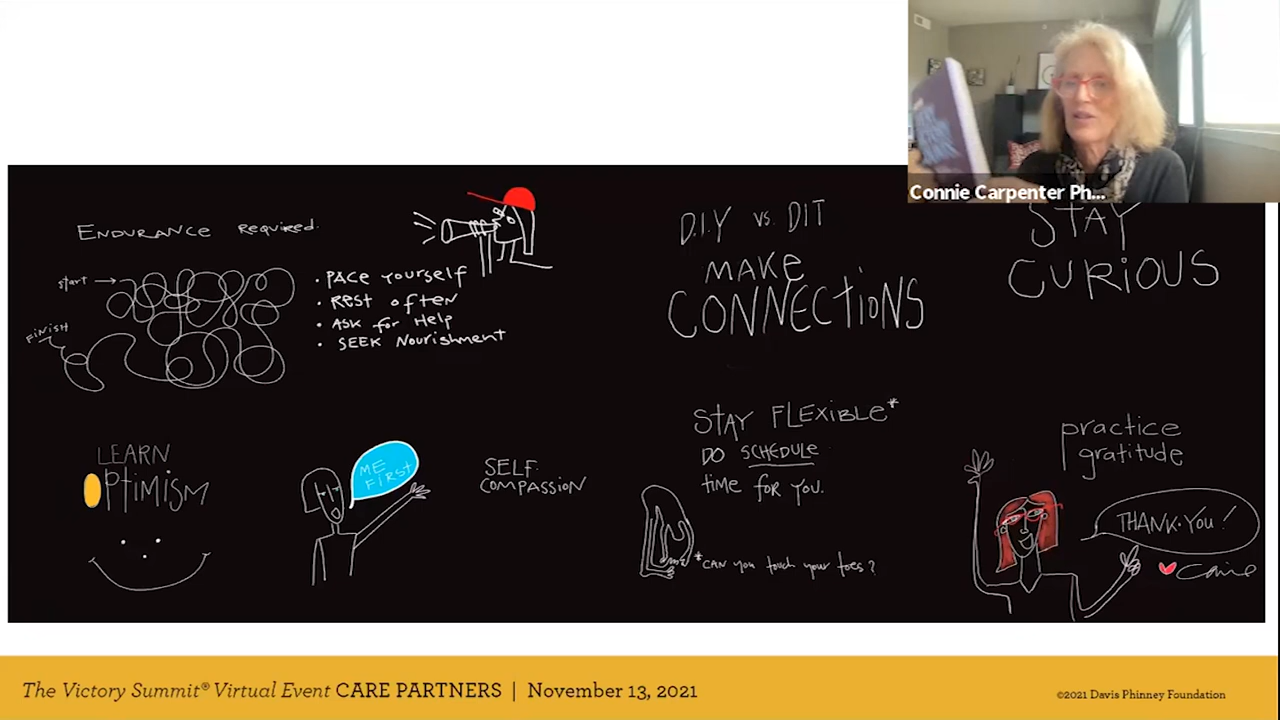 Connie Carpenter Ph...
ENDURANCE Required.
start →
FINISH
• PACE Yourself
• Rest often
• ASK for Help
• SEEK Nourishment
D.I.Y vs. DIT
MAKE
CONNECTIONS
STAY
CURIOUS
LEARN
OPTIMISM
ME
FIRST
SELF-
COMPASSION
STAY FLEXIBLE*
DO SCHEDULE
time FOR YOU.
*CAN you touch your toes?
practice
gratitude
THANK-YOU!
The Victory Summit® Virtual Event CARE PARTNERS | November 13, 2021
©2021 Davis Phinney Foundation